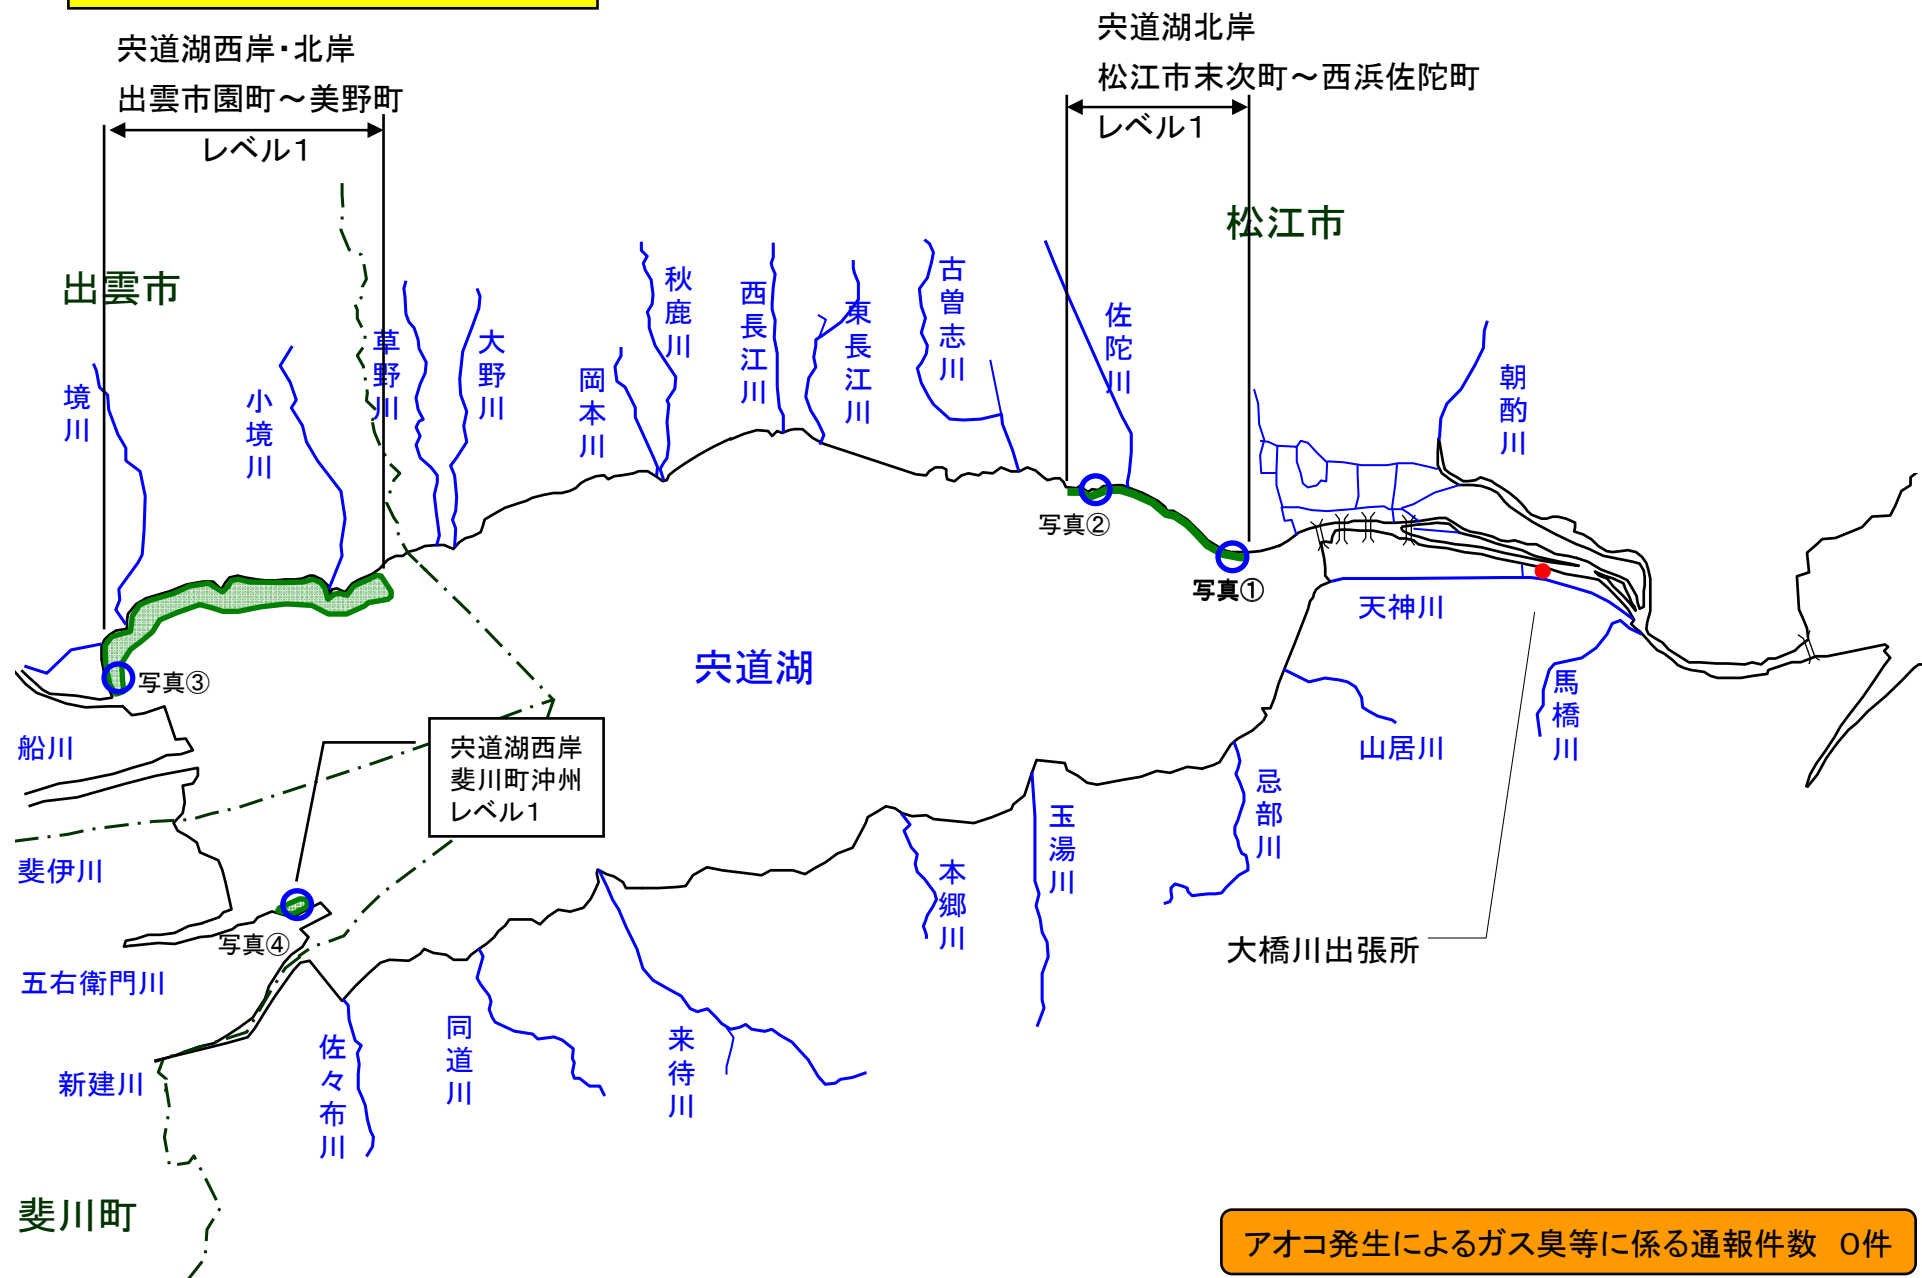 宍道湖西岸・北岸
出雲市園町～美野町
レベル1
宍道湖北岸
松江市末次町～西浜佐陀町
レベル1
松江市
出雲市
境川
小境川
草野川
大野川
岡本川
秋鹿川
西長江川
東長江川
古曽志川
佐陀川
朝酌川
写真②
写真①
写真③
宍道湖
天神川
馬橋川
山居川
船川
宍道湖西岸
斐川町沖州
レベル1
忌部川
玉湯川
本郷川
斐伊川
写真④
大橋川出張所
五右衛門川
新建川
佐々布川
同道川
来待川
斐川町
アオコ発生によるガス臭等に係る通報件数　0件